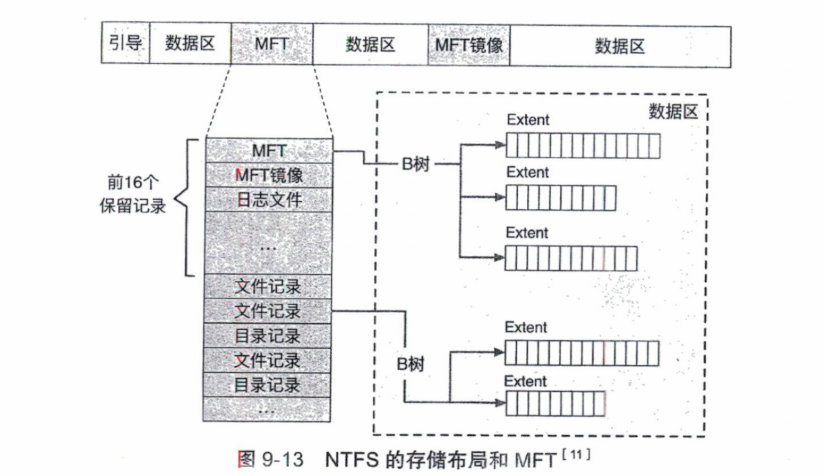 引导 数据区 MFT 数据区 MFT镜像 数据区
数据区
Extent
MFT
B树
前16个
保留记录
MFT镜像
日志文件
Extent
...
Extent
文件记录
文件记录
目录记录
Extent
文件记录
B树
目录记录
Extent
...
图 9-13 NTFS 的存储布局和 MFT[11]